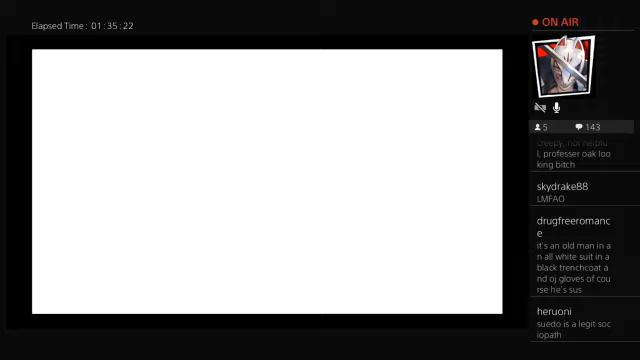 Elapsed Time : 01:35:22
ON AIR
5
143
creepy, not helpfu
l, professer oak loo
king bitch
skydrake88
LMFAO
drugfreeromanc
e
it's an old man in a
n all white suit in a
black trenchcoat a
nd oj gloves of cou
rse he's sus
heruoni
suedo is a legit soc
iopath